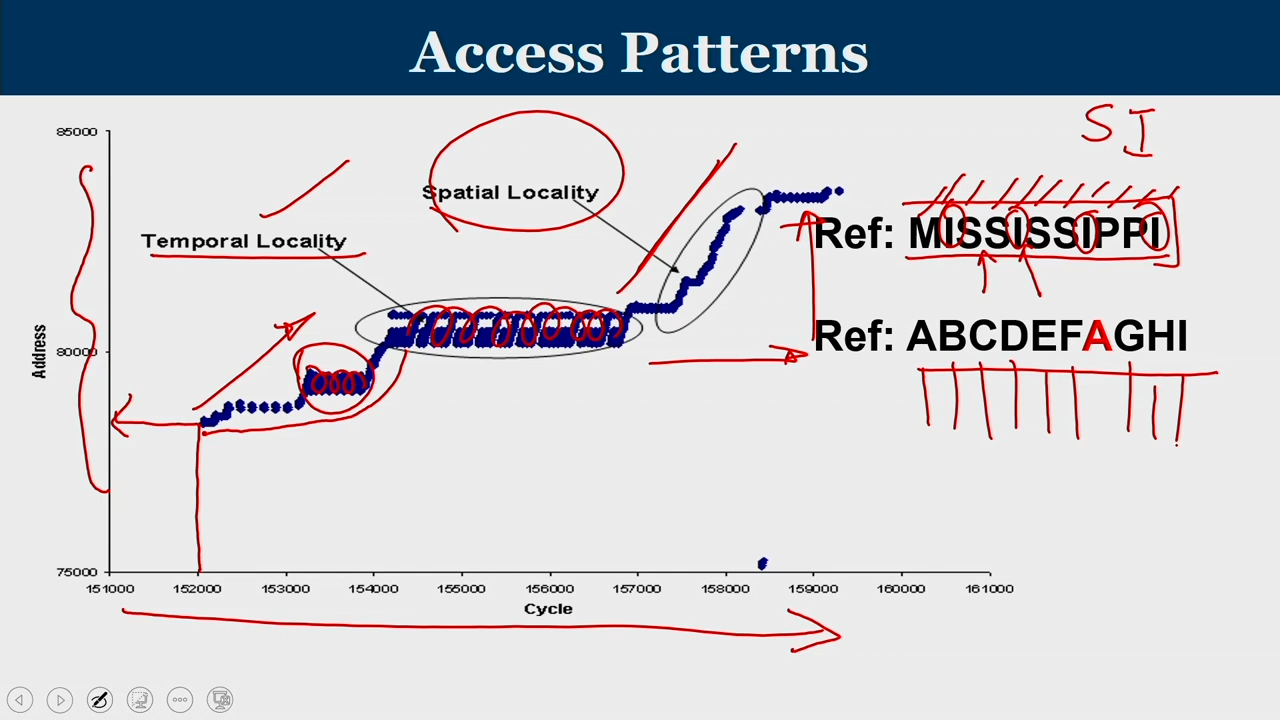 Access Patterns
85000
S I
Spatial Locality
Temporal Locality
Ref: MISSISSIPPI
Ref: ABCDEFAGHI
Address
80000
75000
151000 152000 153000 154000 155000 156000 157000 158000 159000 160000 161000
Cycle